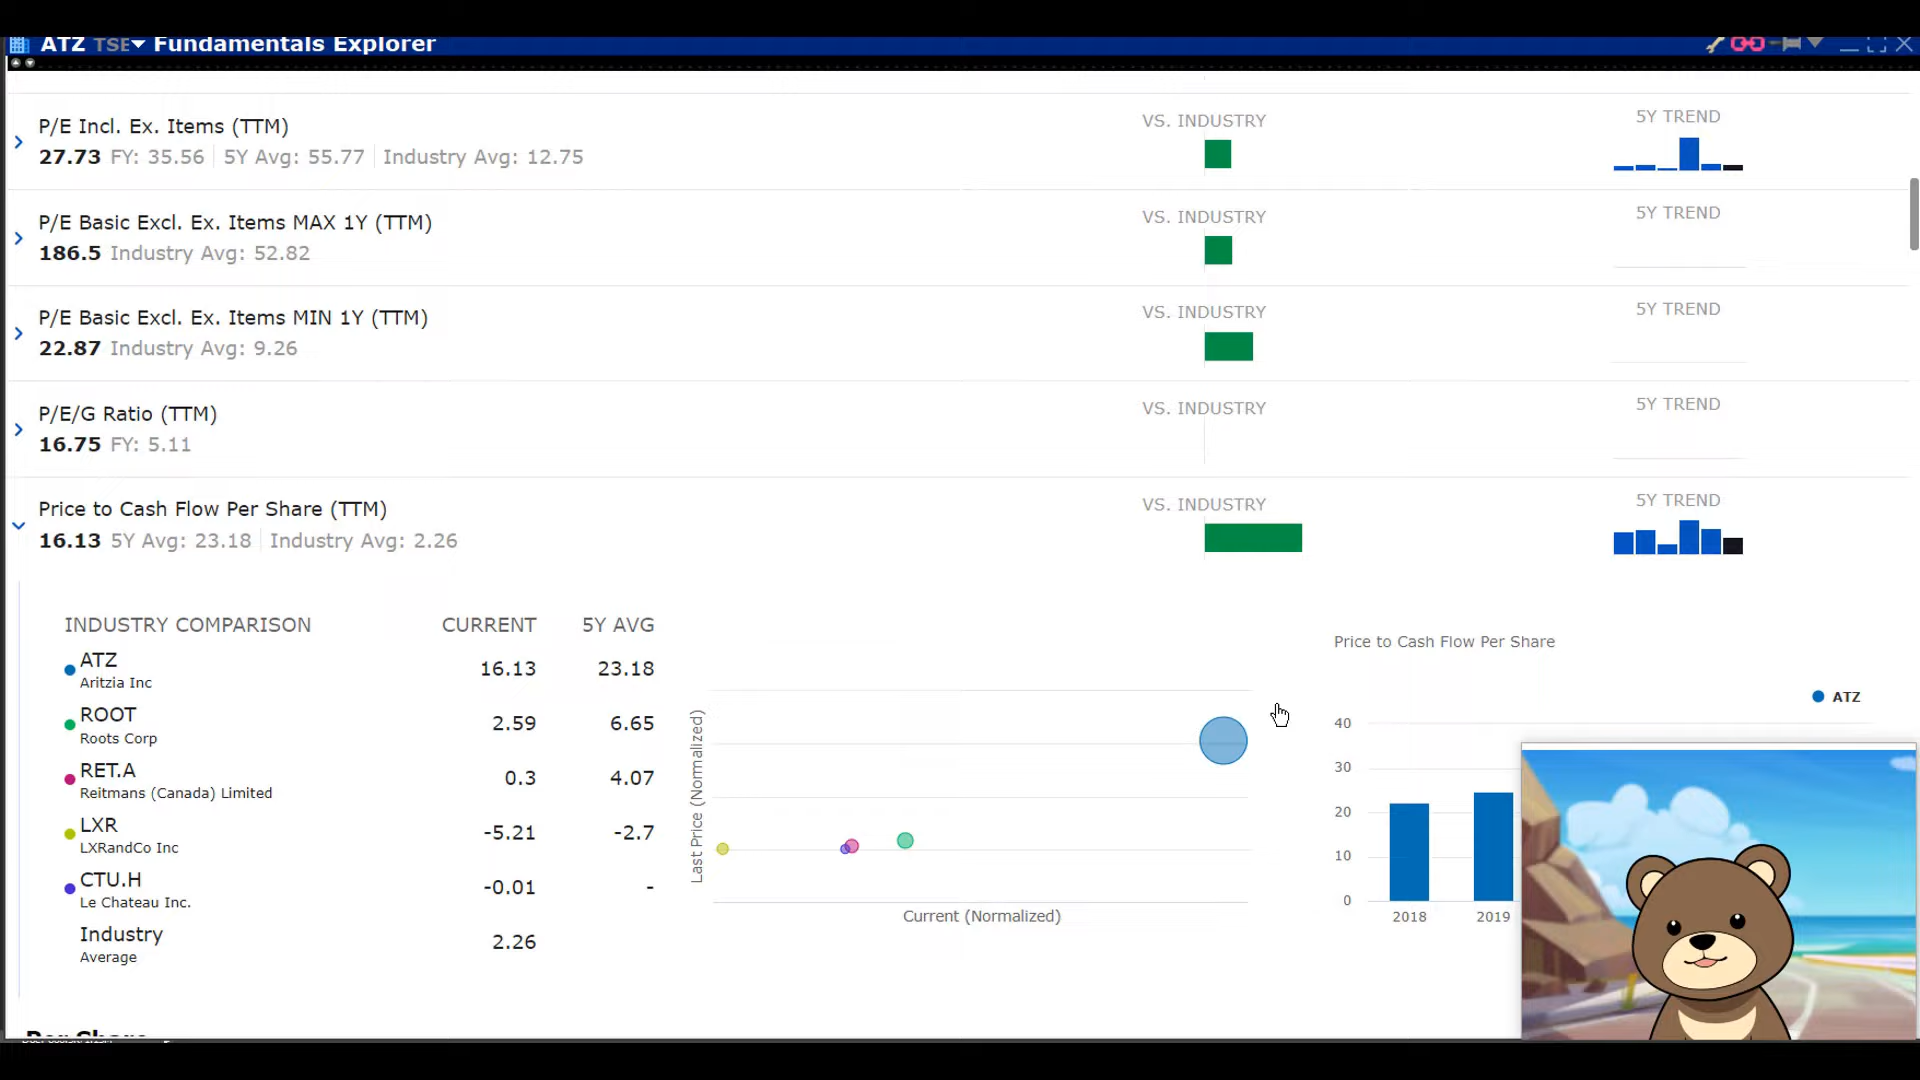 ATZ TSE Fundamentals Explorer
P/E Incl. Ex. Items (TTM)
27.73 FY: 35.56 5Y Avg: 55.77 Industry Avg: 12.75
VS. INDUSTRY
5Y TREND
P/E Basic Excl. Ex. Items MAX 1Y (TTM)
186.5 Industry Avg: 52.82
VS. INDUSTRY
5Y TREND
P/E Basic Excl. Ex. Items MIN 1Y (TTM)
22.87 Industry Avg: 9.26
VS. INDUSTRY
5Y TREND
P/E/G Ratio (TTM)
16.75 FY: 5.11
VS. INDUSTRY
5Y TREND
Price to Cash Flow Per Share (TTM)
16.13 5Y Avg: 23.18 Industry Avg: 2.26
VS. INDUSTRY
5Y TREND
INDUSTRY COMPARISON CURRENT 5Y AVG
ATZ 16.13 23.18
Aritzia Inc
ROOT 2.59 6.65
Roots Corp
RET.A 0.3 4.07
Reitmans (Canada) Limited
LXR -5.21 -2.7
LXRandCo Inc
CTU.H -0.01 -
Le Chateau Inc.
Industry 2.26
Average
Last Price (Normalized)
Current (Normalized)
Price to Cash Flow Per Share
ATZ
40
30
20
10
0
2018 2019
Per Share